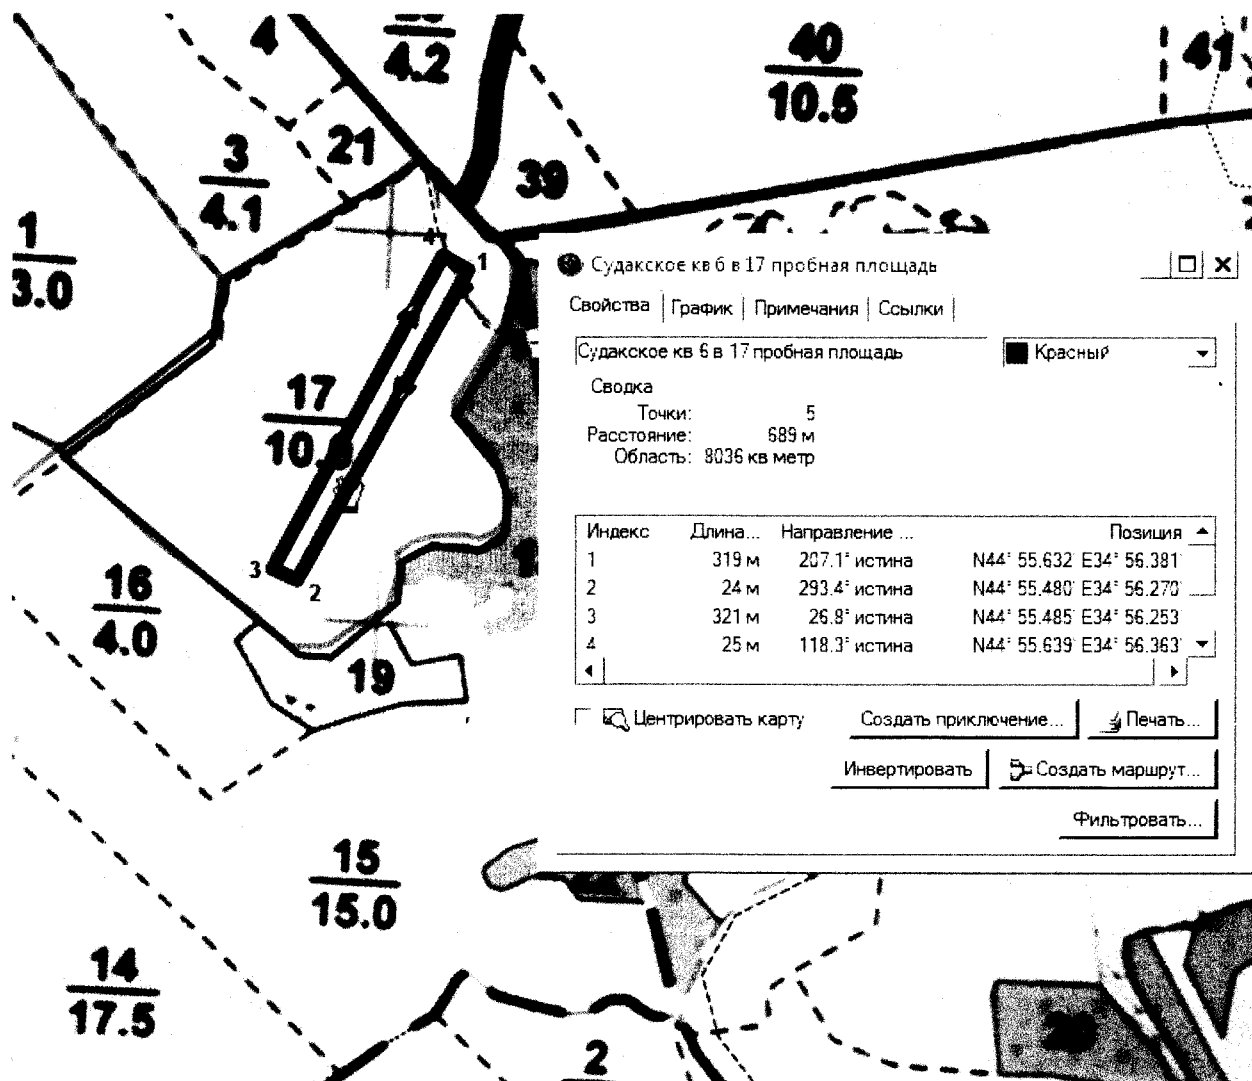 4
4.2
40
10.5
41
3
4.1
21
39
1
3.0
4
1
17
10.9
3
2
16
4.0
19
15
15.0
14
17.5
2
20
Судакское кв 6 в 17 пробная площадь
Свойства График Примечания Ссылки
Судакское кв 6 в 17 пробная площадь Красный
Сводка
Точки: 5
Расстояние: 689 м
Область: 8036 кв метр
Индекс Длина... Направление ... Позиция
1 319 м 207.1° истина N44° 55.632' E34° 56.381'
2 24 м 293.4° истина N44° 55.480' E34° 56.270'
3 321 м 26.8° истина N44° 55.485' E34° 56.253
4 25 м 118.3° истина N44° 55.639' E34° 56.363'
Центрировать карту Создать приключение... Печать...
Инвертировать Создать маршрут...
Фильтровать...